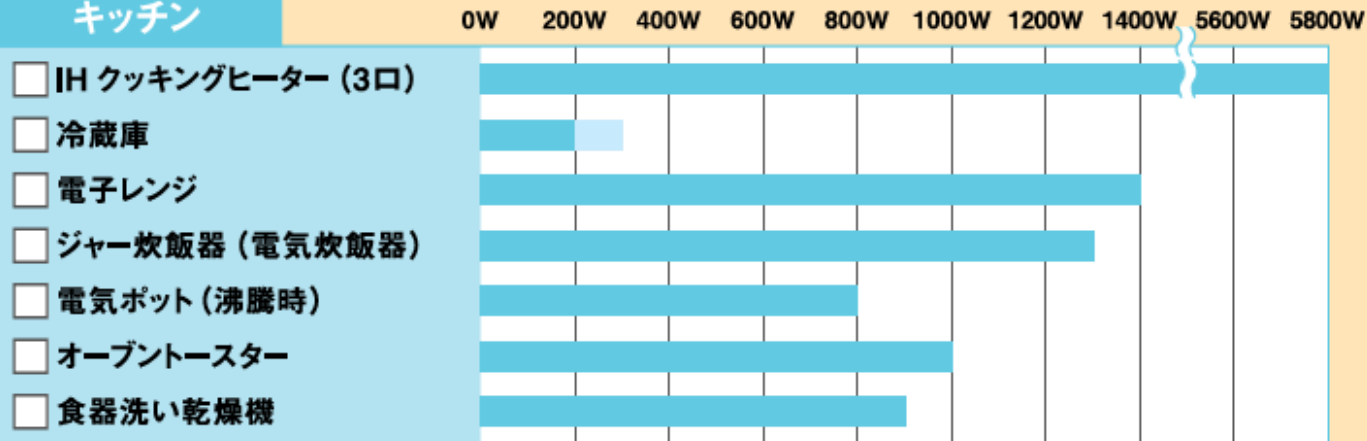 キッチン
0W 200W 400W 600W 800W 1000W 1200W 1400W 5600W 5800W
IH クッキングヒーター（3口）
冷蔵庫
電子レンジ
ジャー炊飯器（電気炊飯器）
電気ポット（沸騰時）
オーブントースター
食器洗い乾燥機